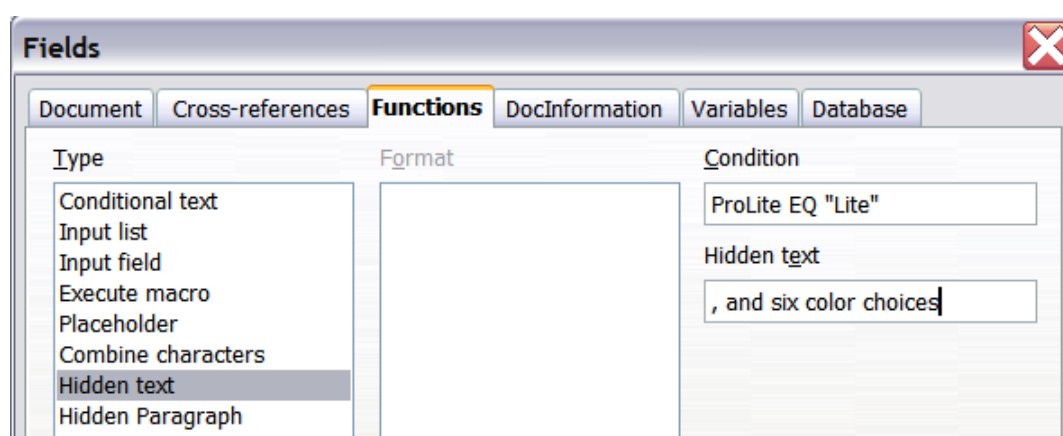 Fields
Document Cross-references Functions DocInformation Variables Database
Type
Conditional text
Input list
Input field
Execute macro
Placeholder
Combine characters
Hidden text
Hidden Paragraph
Format
Condition
ProLite EQ "Lite"
Hidden text
, and six color choices